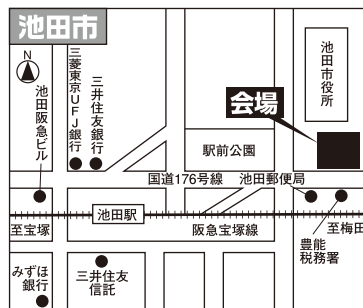 池田市
N
池田阪急ビル
三菱東京UFJ銀行
三井住友銀行
会場
池田市役所
駅前公園
国道176号線
池田郵便局
池田駅
至宝塚
阪急宝塚線
至梅田
豊能
税務署
みずほ
銀行
三井住友
信託